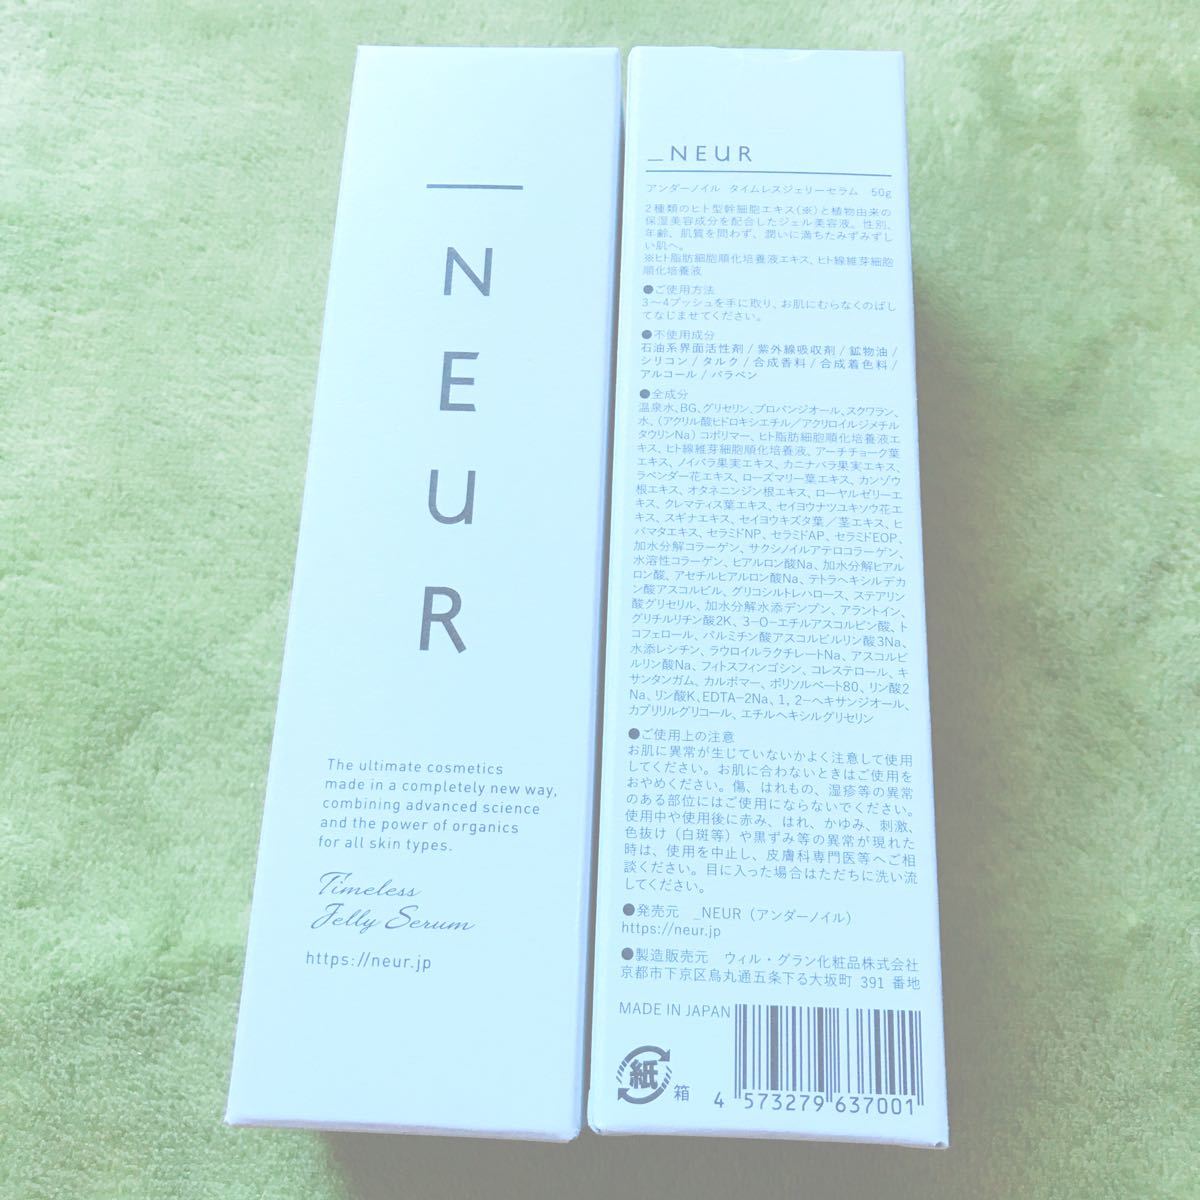 _NEUR
The ultimate cosmetics
made in a completely new way,
combining advanced science
and the power of organics
for all skin types.
Timeless
Jelly Serum
https://neur.jp
_NEUR
アンダーノイル タイムレスジェリーセラム 50g
2種類のヒト型幹細胞エキス(※)と植物由来の
保湿美容成分を配合したジェル美容液。性別、
年齢、肌質を問わず、潤いに満ちたみずみずし
い肌へ。
※ヒト脂肪細胞順化培養液エキス、ヒト線維芽細胞
順化培養液
●ご使用方法
3〜4プッシュを手に取り、お肌にむらなくのばし
てなじませてください。
●不使用成分
石油系界面活性剤/紫外線吸収剤/鉱物油/
シリコン/タルク/合成香料/合成着色料/
アルコール/パラベン
●全成分
温泉水、BG、グリセリン、プロパンジオール、スクワラン、
水、(アクリル酸ヒドロキシエチル/アクリロイルジメチル
タウリンNa)コポリマー、ヒト脂肪細胞順化培養液エ
キス、ヒト線維芽細胞順化培養液、アーチチョーク葉
エキス、ノイバラ果実エキス、カニナバラ果実エキス、
ラベンダー花エキス、ローズマリー葉エキス、カンゾウ
根エキス、オタネニンジン根エキス、ローヤルゼリーエ
キス、クレマティス葉エキス、セイヨウナツユキソウ花エ
キス、スギナエキス、セイヨウキズタ葉/茎エキス、ヒ
バマタエキス、セラミドNP、セラミドAP、セラミドEOP、
加水分解コラーゲン、サクシノイルアテロコラーゲン、
水溶性コラーゲン、ヒアルロン酸Na、加水分解ヒアル
ロン酸、アセチルヒアルロン酸Na、テトラヘキシルデカ
ン酸アスコルビル、グリコシルトレハロース、ステアリン
酸グリセリル、加水分解水添デンプン、アラントイン、
グリチルリチン酸2K、3-O-エチルアスコルビン酸、ト
コフェロール、パルミチン酸アスコルビルリン酸3Na、
水添レシチン、ラウロイルラクチレートNa、アスコルビ
ルリン酸Na、フィトスフィンゴシン、コレステロール、キ
サンタンガム、カルボマー、ポリソルベート80、リン酸2
Na、リン酸K、EDTA-2Na、1,2-ヘキサンジオール、
カプリリルグリコール、エチルヘキシルグリセリン
●ご使用上の注意
お肌に異常が生じていないかよく注意して使用
してください。お肌に合わないときはご使用を
おやめください。傷、はれもの、湿疹等の異常
のある部位にはご使用にならないでください。
使用中や使用後に赤み、はれ、かゆみ、刺激、
色抜け(白斑等)や黒ずみ等の異常が現れた
時は、使用を中止し、皮膚科専門医等へご相
談ください。目に入った場合はただちに洗い流
してください。
●発売元 _NEUR(アンダーノイル)
https://neur.jp
●製造販売元 ウィル・グラン化粧品株式会社
京都市下京区烏丸通五条下る大坂町 391 番地
MADE IN JAPAN
紙 箱
4 573279 637001